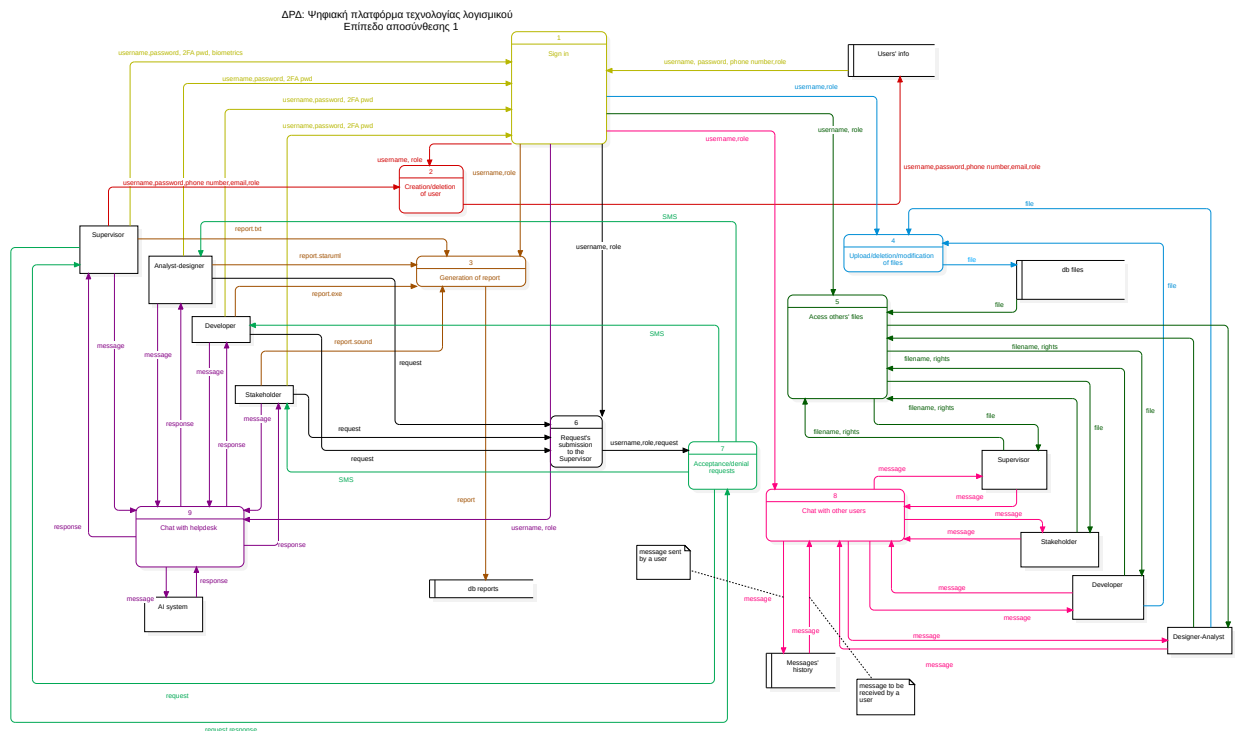 ΔΡΔ: Ψηφιακή πλατφόρμα τεχνολογίας λογισμικού
Επίπεδο αποσύνθεσης 1
1
Sign in
Users' info
username,password, 2FA pwd, biometrics
username, password, phone number,role
username,password, 2FA pwd
username,role
username,password, 2FA pwd
username,password, 2FA pwd
username, role
username,role
username, role
username,role
username,password,phone number,email,role
2
Creation/deletion
of user
username,password,phone number,email,role
SMS
file
report.txt
Supervisor
username, role
4
Upload/deletion/modification
of files
file
db files
report.staruml
Analyst-designer
3
Generation of report
file
report.exe
5
Acess others' files
file
Developer
SMS
report.sound
message
message
request
filename, rights
filename, rights
message
Stakeholder
filename, rights
file
file
file
message
response
response
request
filename, rights
6
Request's
submission
to the
Supervisor
username,role,request
7
Acceptance/denial
requests
request
SMS
Supervisor
message
message
8
Chat with other users
report
message
9
Chat with helpdesk
response
username, role
response
Stakeholder
message sent
by a user
response
db reports
message
AI system
message
Developer
message
message
message
message
Designer-Analyst
message
Messages'
history
message to be
received by a
user
request
request response